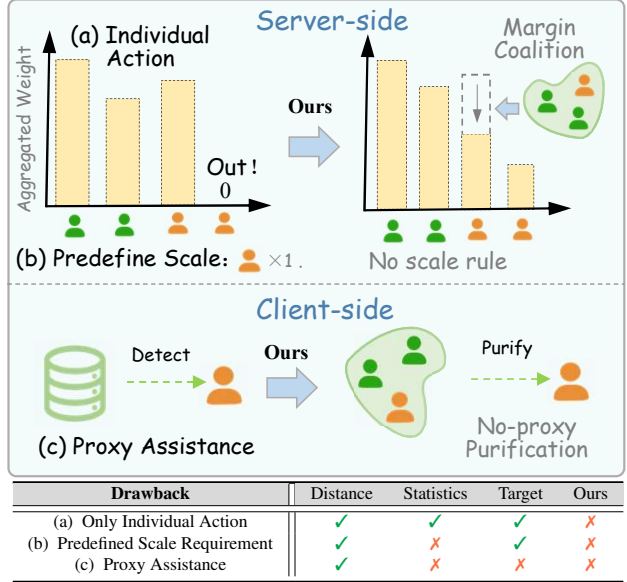 Server-side
(a) Individual
Action
Margin
Coalition
Aggregated Weight
Ours
Out!
0
(b) Predefine Scale: ×1 .
No scale rule
Client-side
Detect
Ours
Purify
(c) Proxy Assistance
No-proxy
Purification
Drawback Distance Statistics Target Ours
(a) Only Individual Action ✓ ✓ ✓ ✗
(b) Predefined Scale Requirement ✓ ✗ ✓ ✗
(c) Proxy Assistance ✓ ✗ ✗ ✗